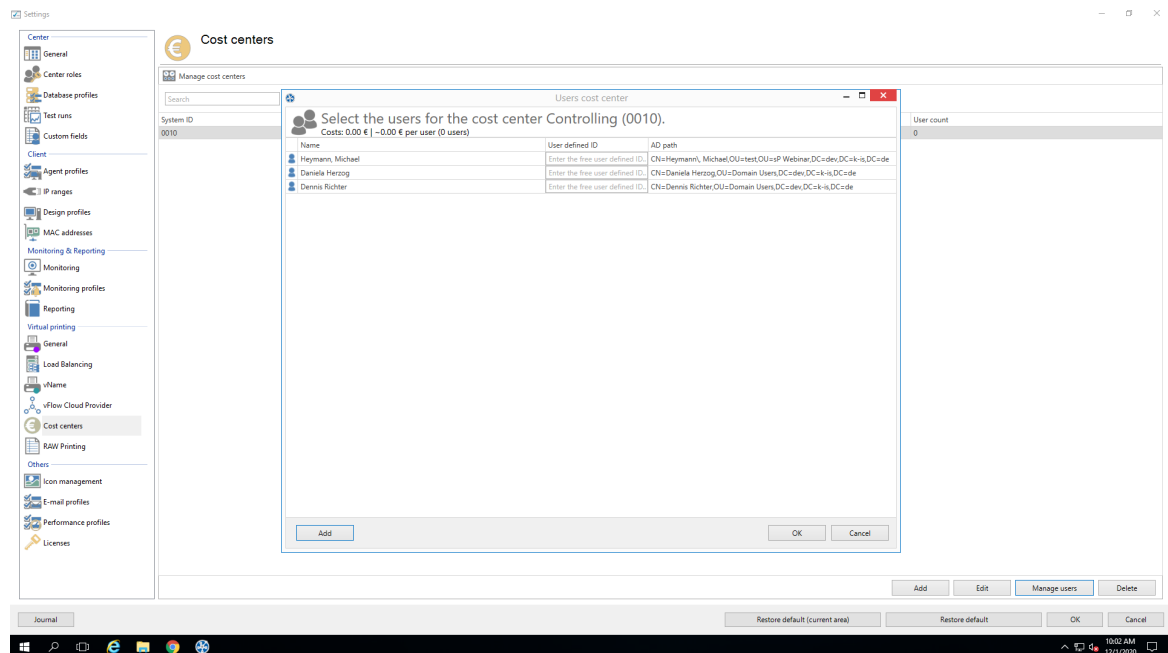 Settings
Center
General
Center roles
Database profiles
Test runs
Custom fields
Client
Agent profiles
IP ranges
Design profiles
MAC addresses
Monitoring & Reporting
Monitoring
Monitoring profiles
Reporting
Virtual printing
General
Load Balancing
vName
vFlow Cloud Provider
Cost centers
RAW Printing
Others
Icon management
E-mail profiles
Performance profiles
Licenses
Cost centers
Manage cost centers
Search
System ID
User count
0010
0
Users cost center
Select the users for the cost center Controlling (0010).
Costs: 0.00 € | ~0.00 € per user (0 users)
Name User defined ID AD path
Heymann, Michael Enter the free user defined ID.. CN=Heymann\, Michael,OU=test,OU=sP Webinar,DC=dev,DC=k-is,DC=de
Daniela Herzog Enter the free user defined ID.. CN=Daniela Herzog,OU=Domain Users,DC=dev,DC=k-is,DC=de
Dennis Richter Enter the free user defined ID.. CN=Dennis Richter,OU=Domain Users,DC=dev,DC=k-is,DC=de
Add OK Cancel
Add Edit Manage users Delete
Journal Restore default (current area) Restore default OK Cancel
10:02 AM
12/1/2020